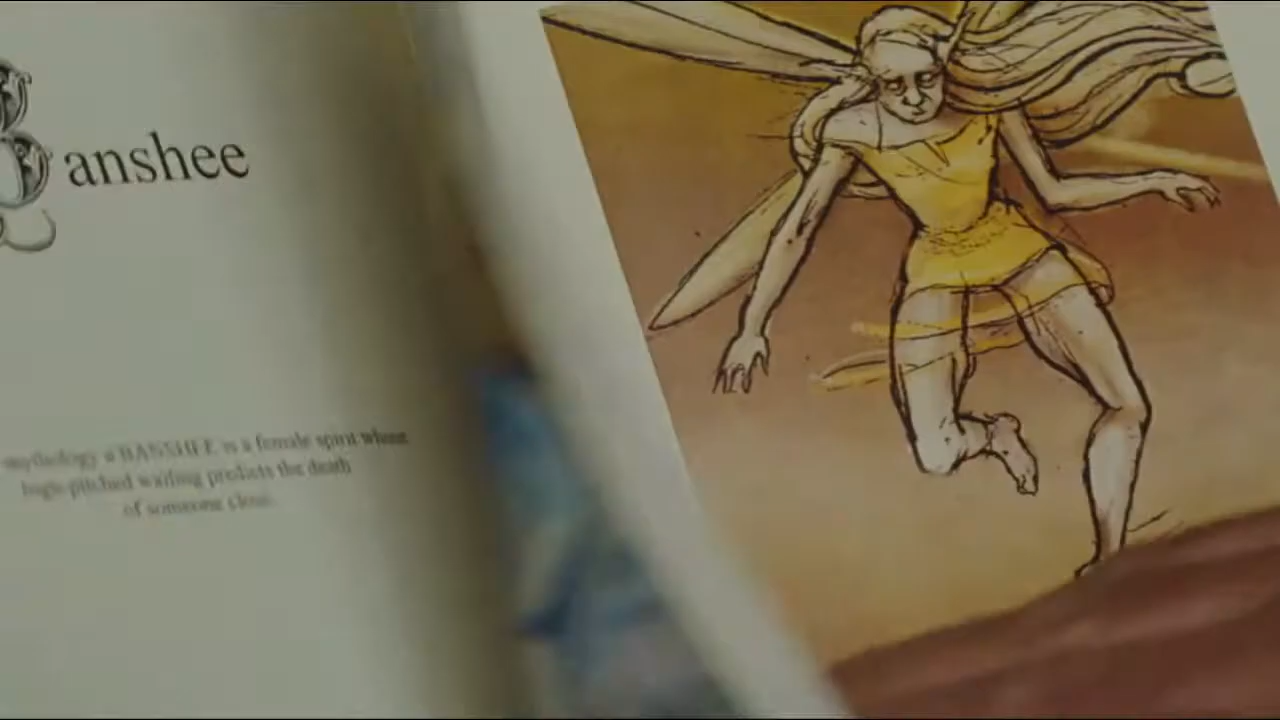 Banshee
mythology a BANSHEE is a female spirit whose
high-pitched wailing predicts the death
of someone close.